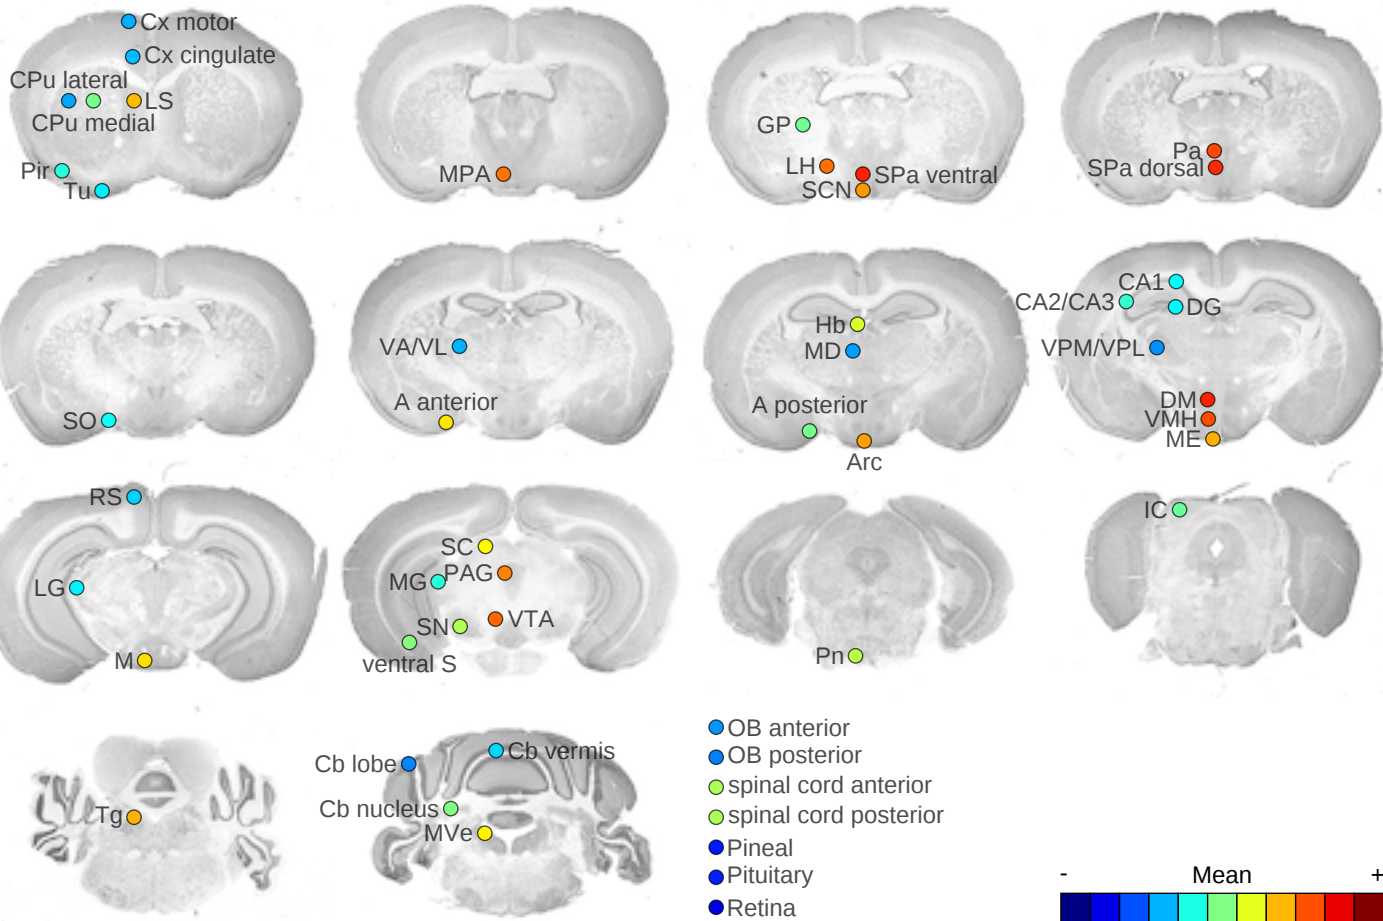 Cx motor
Cx cingulate
CPu lateral
LS
CPu medial
Pir
Tu
MPA
GP
LH
SPa ventral
SCN
Pa
SPa dorsal
SO
VA/VL
A anterior
Hb
MD
A posterior
Arc
CA1
CA2/CA3
DG
VPM/VPL
DM
VMH
ME
RS
LG
M
SC
MG
PAG
SN
VTA
ventral S
Pn
IC
Tg
Cb lobe
Cb vermis
Cb nucleus
MVe
OB anterior
OB posterior
spinal cord anterior
spinal cord posterior
Pineal
Pituitary
Retina
- Mean +